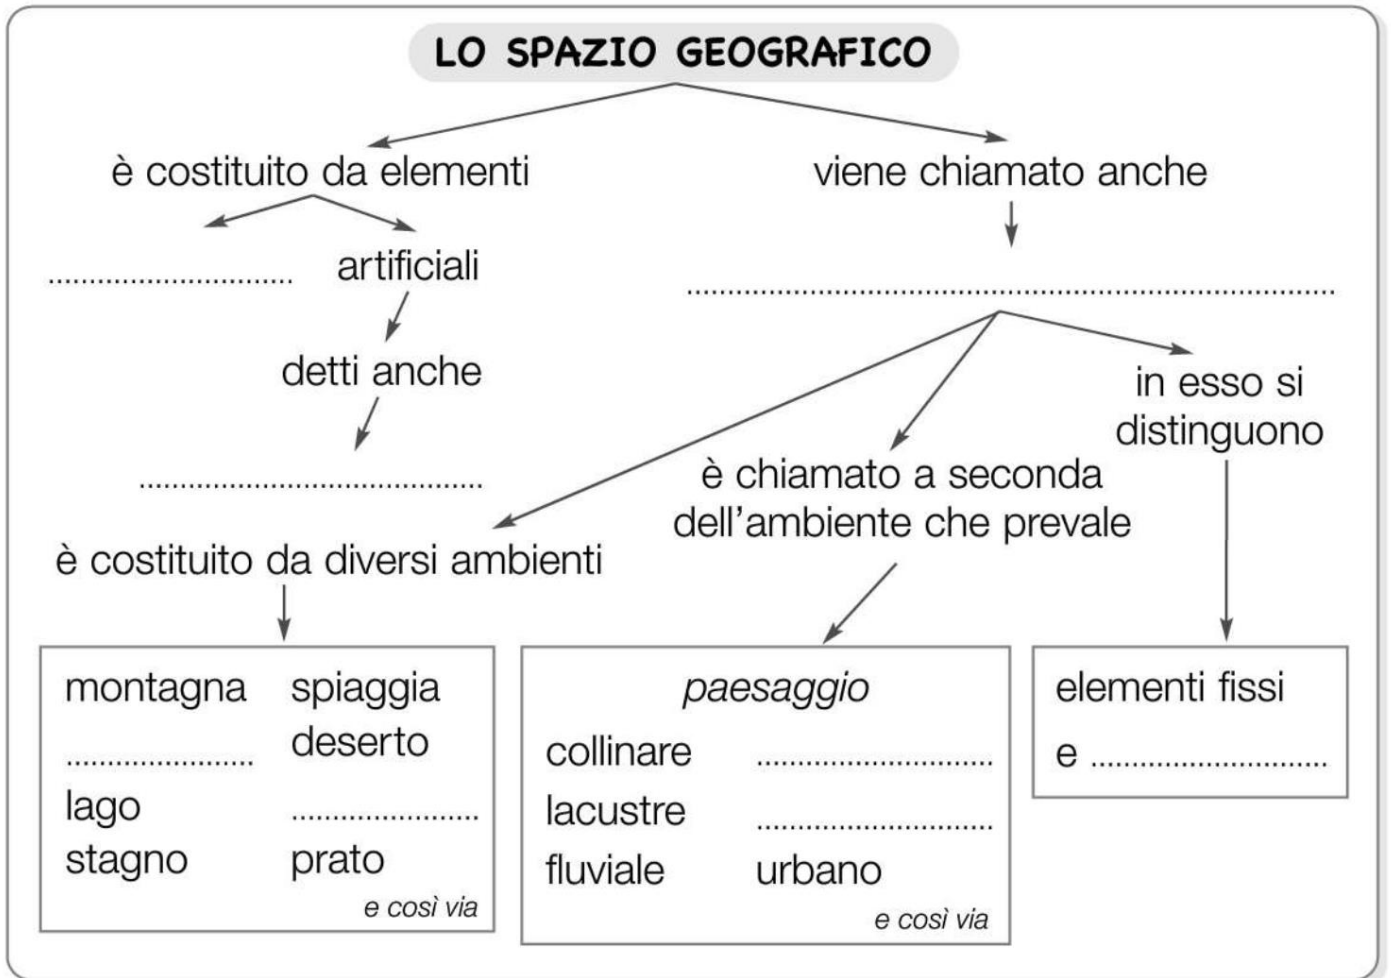 LO SPAZIO GEOGRAFICO
è costituito da elementi
viene chiamato anche
..............................
artificiali
................................................................................
detti anche
in esso si
distinguono
..........................................
è chiamato a seconda
dell’ambiente che prevale
è costituito da diversi ambienti
montagna spiaggia
....................... deserto
lago .......................
stagno prato
e così via
paesaggio
collinare .............................
lacustre .............................
fluviale urbano
e così via
elementi fissi
e .............................